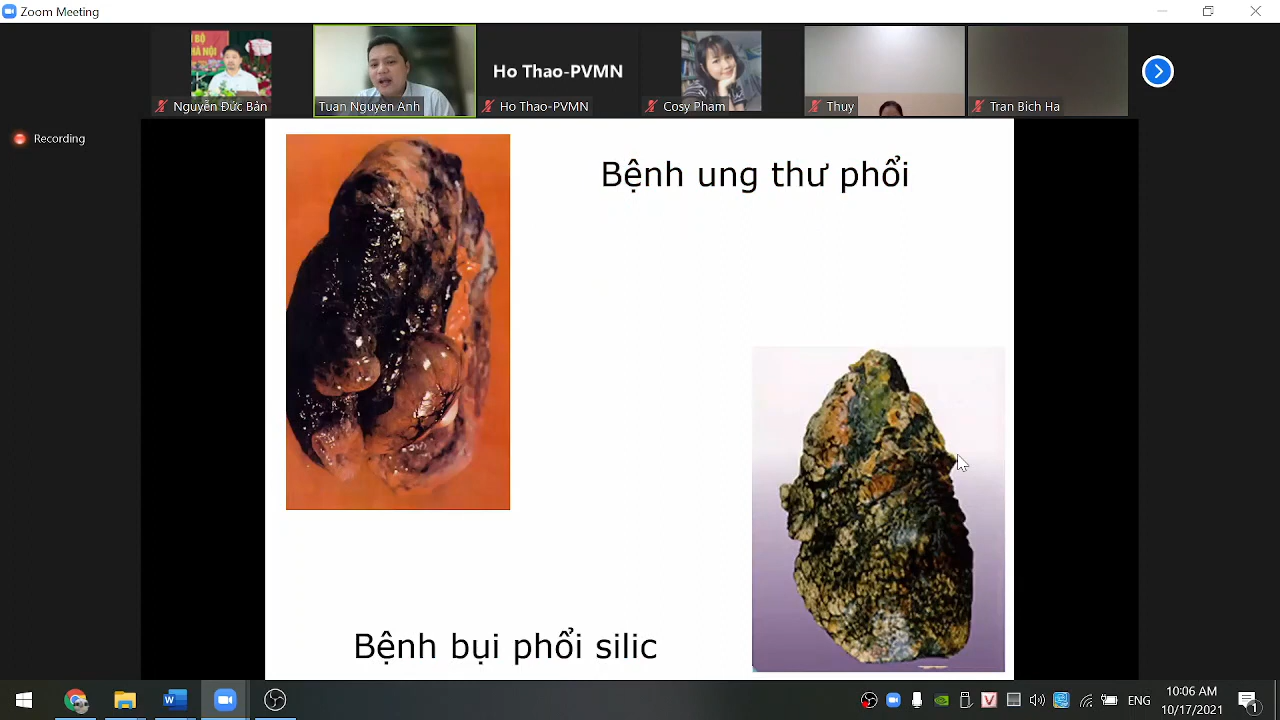 Zoom Meeting
Nguyễn Đức Bản
Tuan Nguyen Anh
Ho Thao-PVMN
Ho Thao-PVMN
Cosy Pham
Thuy
Tran Bich Ha
Recording
Bệnh ung thư phổi
Bệnh bụi phổi silic
ENG
10:06 AM
10/17/2021